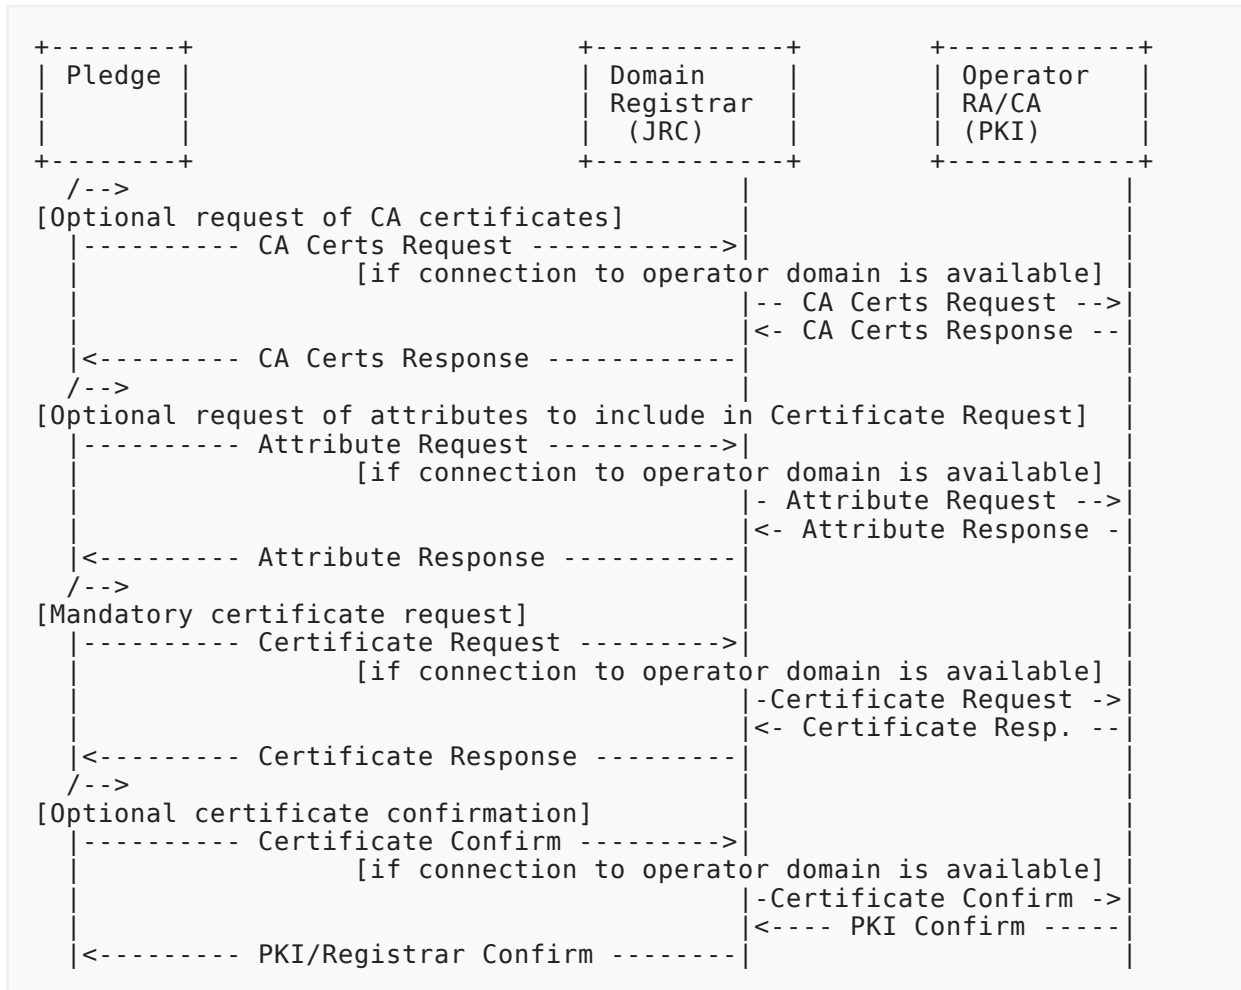 +--------+                        +------------+        +------------+
| Pledge |                        | Domain     |        | Operator   |
|        |                        | Registrar  |        | RA/CA      |
|        |                        |  (JRC)     |        | (PKI)      |
+--------+                        +------------+        +------------+
  /-->                                      |                       |
[Optional request of CA certificates]       |                       |
  |---------- CA Certs Request ------------>|                       |
  |                 [if connection to operator domain is available] |
  |                                         |-- CA Certs Request -->|
  |                                         |<- CA Certs Response --|
  |<--------- CA Certs Response ------------|                       |
  /-->                                      |                       |
[Optional request of attributes to include in Certificate Request]  |
  |---------- Attribute Request ----------->|                       |
  |                 [if connection to operator domain is available] |
  |                                         |- Attribute Request -->|
  |                                         |<- Attribute Response -|
  |<--------- Attribute Response -----------|                       |
  /-->                                      |                       |
[Mandatory certificate request]             |                       |
  |---------- Certificate Request --------->|                       |
  |                 [if connection to operator domain is available] |
  |                                         |-Certificate Request ->|
  |                                         |<- Certificate Resp. --|
  |<--------- Certificate Response ---------|                       |
  /-->                                      |                       |
[Optional certificate confirmation]         |                       |
  |---------- Certificate Confirm --------->|                       |
  |                 [if connection to operator domain is available] |
  |                                         |-Certificate Confirm ->|
  |                                         |<---- PKI Confirm -----|
  |<--------- PKI/Registrar Confirm --------|                       |